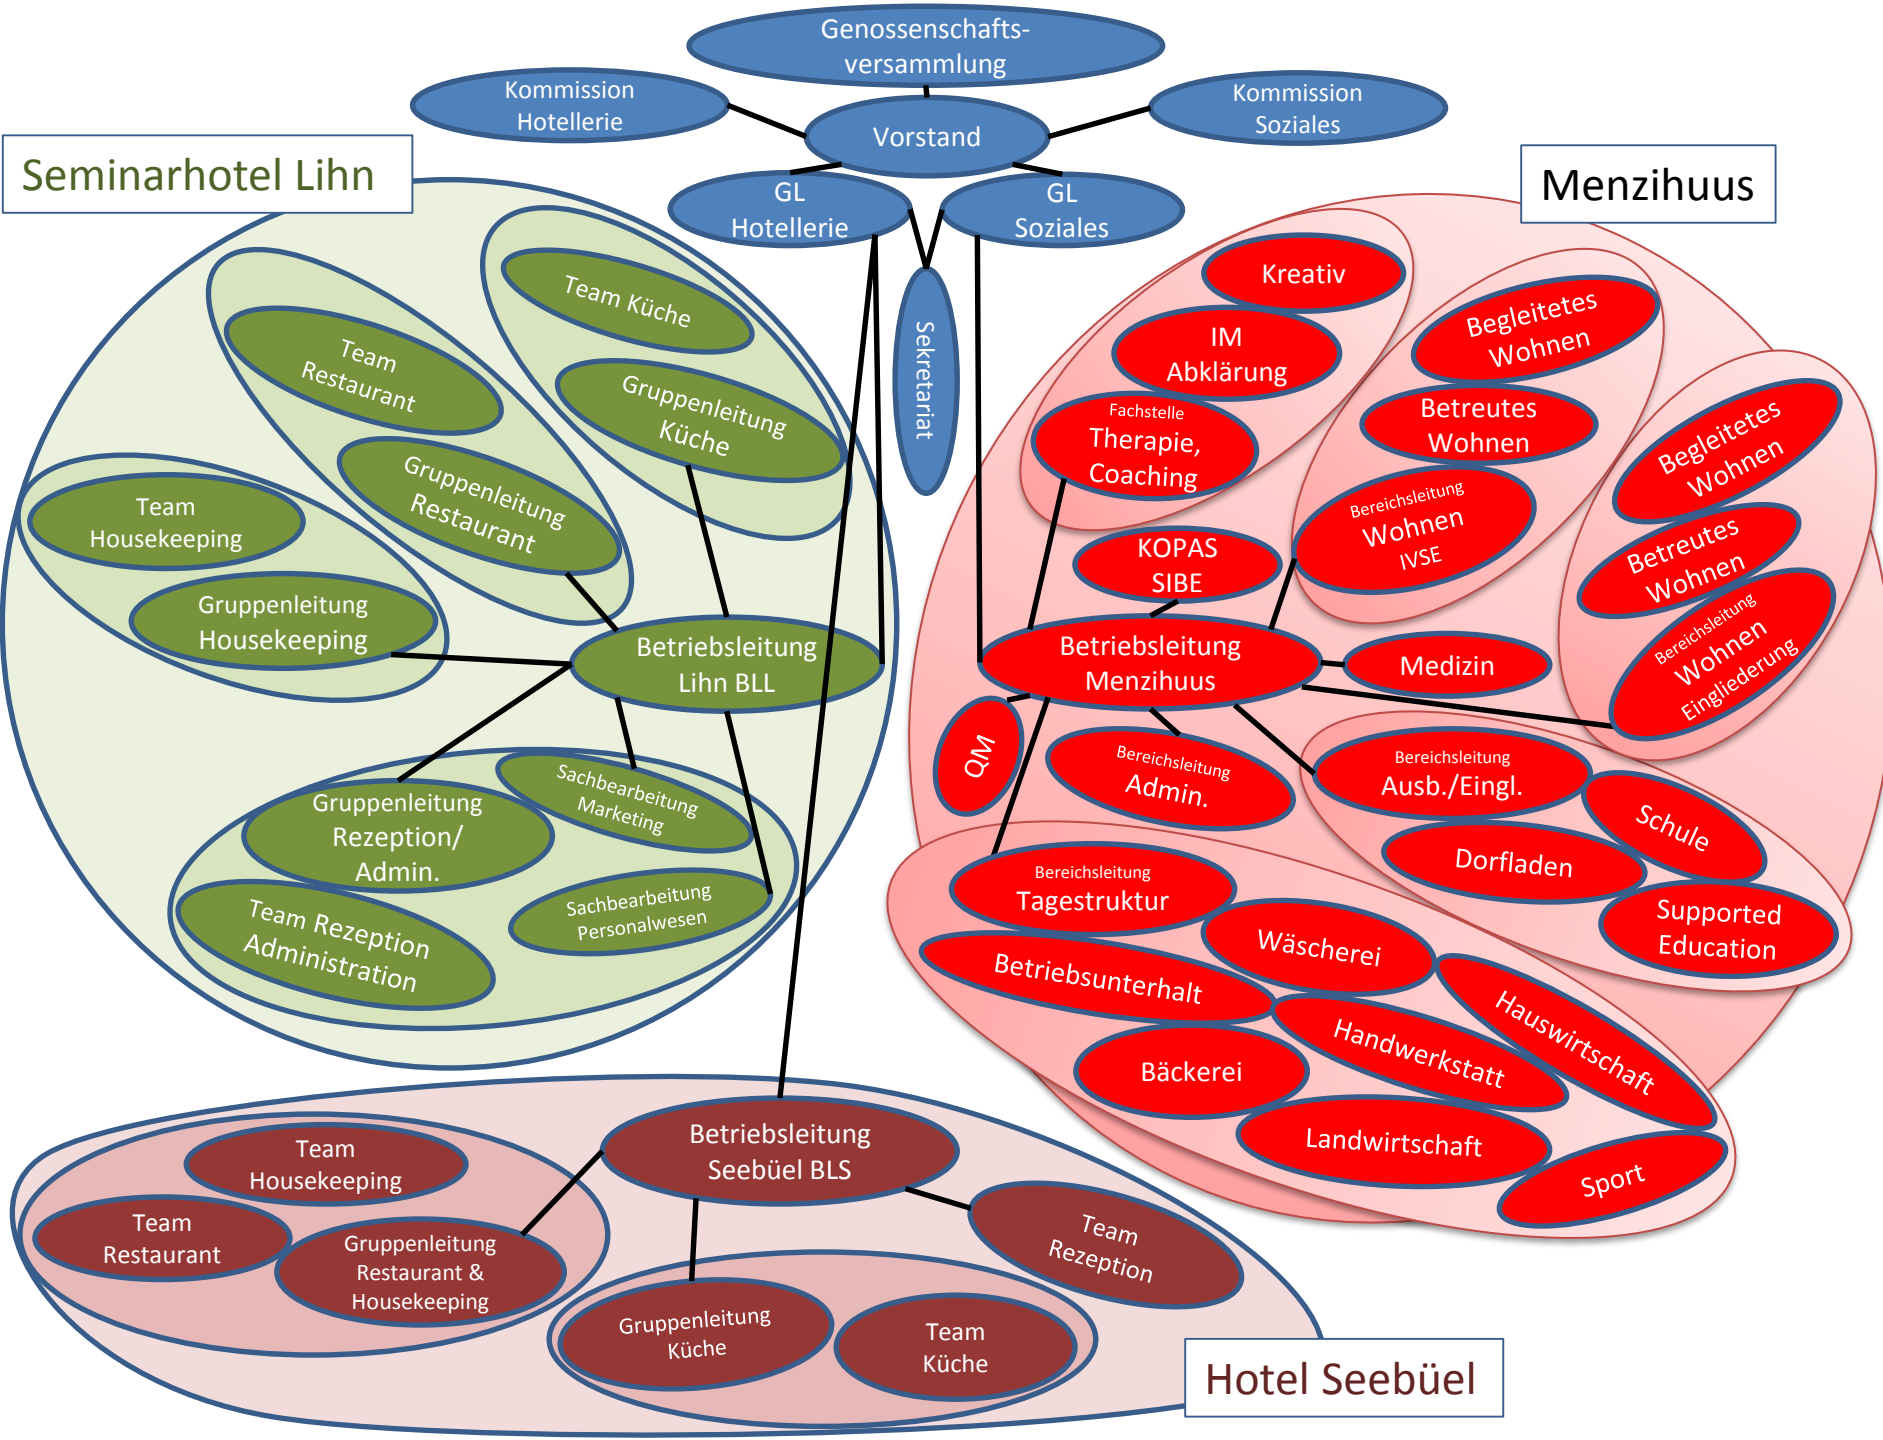 Genossenschafts-
versammlung
Kommission
Hotellerie
Kommission
Soziales
Vorstand
GL
Hotellerie
GL
Soziales
Sekretariat
Seminarhotel Lihn
Team Küche
Gruppenleitung
Küche
Team
Restaurant
Gruppenleitung
Restaurant
Team
Housekeeping
Gruppenleitung
Housekeeping
Betriebsleitung
Lihn BLL
Gruppenleitung
Rezeption/
Admin.
Sachbearbeitung
Marketing
Sachbearbeitung
Personalwesen
Team Rezeption
Administration
Menzihuus
Kreativ
IM
Abklärung
Fachstelle
Therapie,
Coaching
Begleitetes
Wohnen
Betreutes
Wohnen
Bereichsleitung
Wohnen
IVSE
Begleitetes
Wohnen
Betreutes
Wohnen
Bereichsleitung
Wohnen
Eingliederung
KOPAS
SIBE
Betriebsleitung
Menzihuus
Medizin
QM
Bereichsleitung
Admin.
Bereichsleitung
Ausb./Eingl.
Schule
Dorfladen
Supported
Education
Bereichsleitung
Tagestruktur
Wäscherei
Betriebsunterhalt
Hauswirtschaft
Handwerkstatt
Bäckerei
Landwirtschaft
Sport
Betriebsleitung
Seebüel BLS
Team
Housekeeping
Team
Restaurant
Gruppenleitung
Restaurant &
Housekeeping
Team
Rezeption
Gruppenleitung
Küche
Team
Küche
Hotel Seebüel